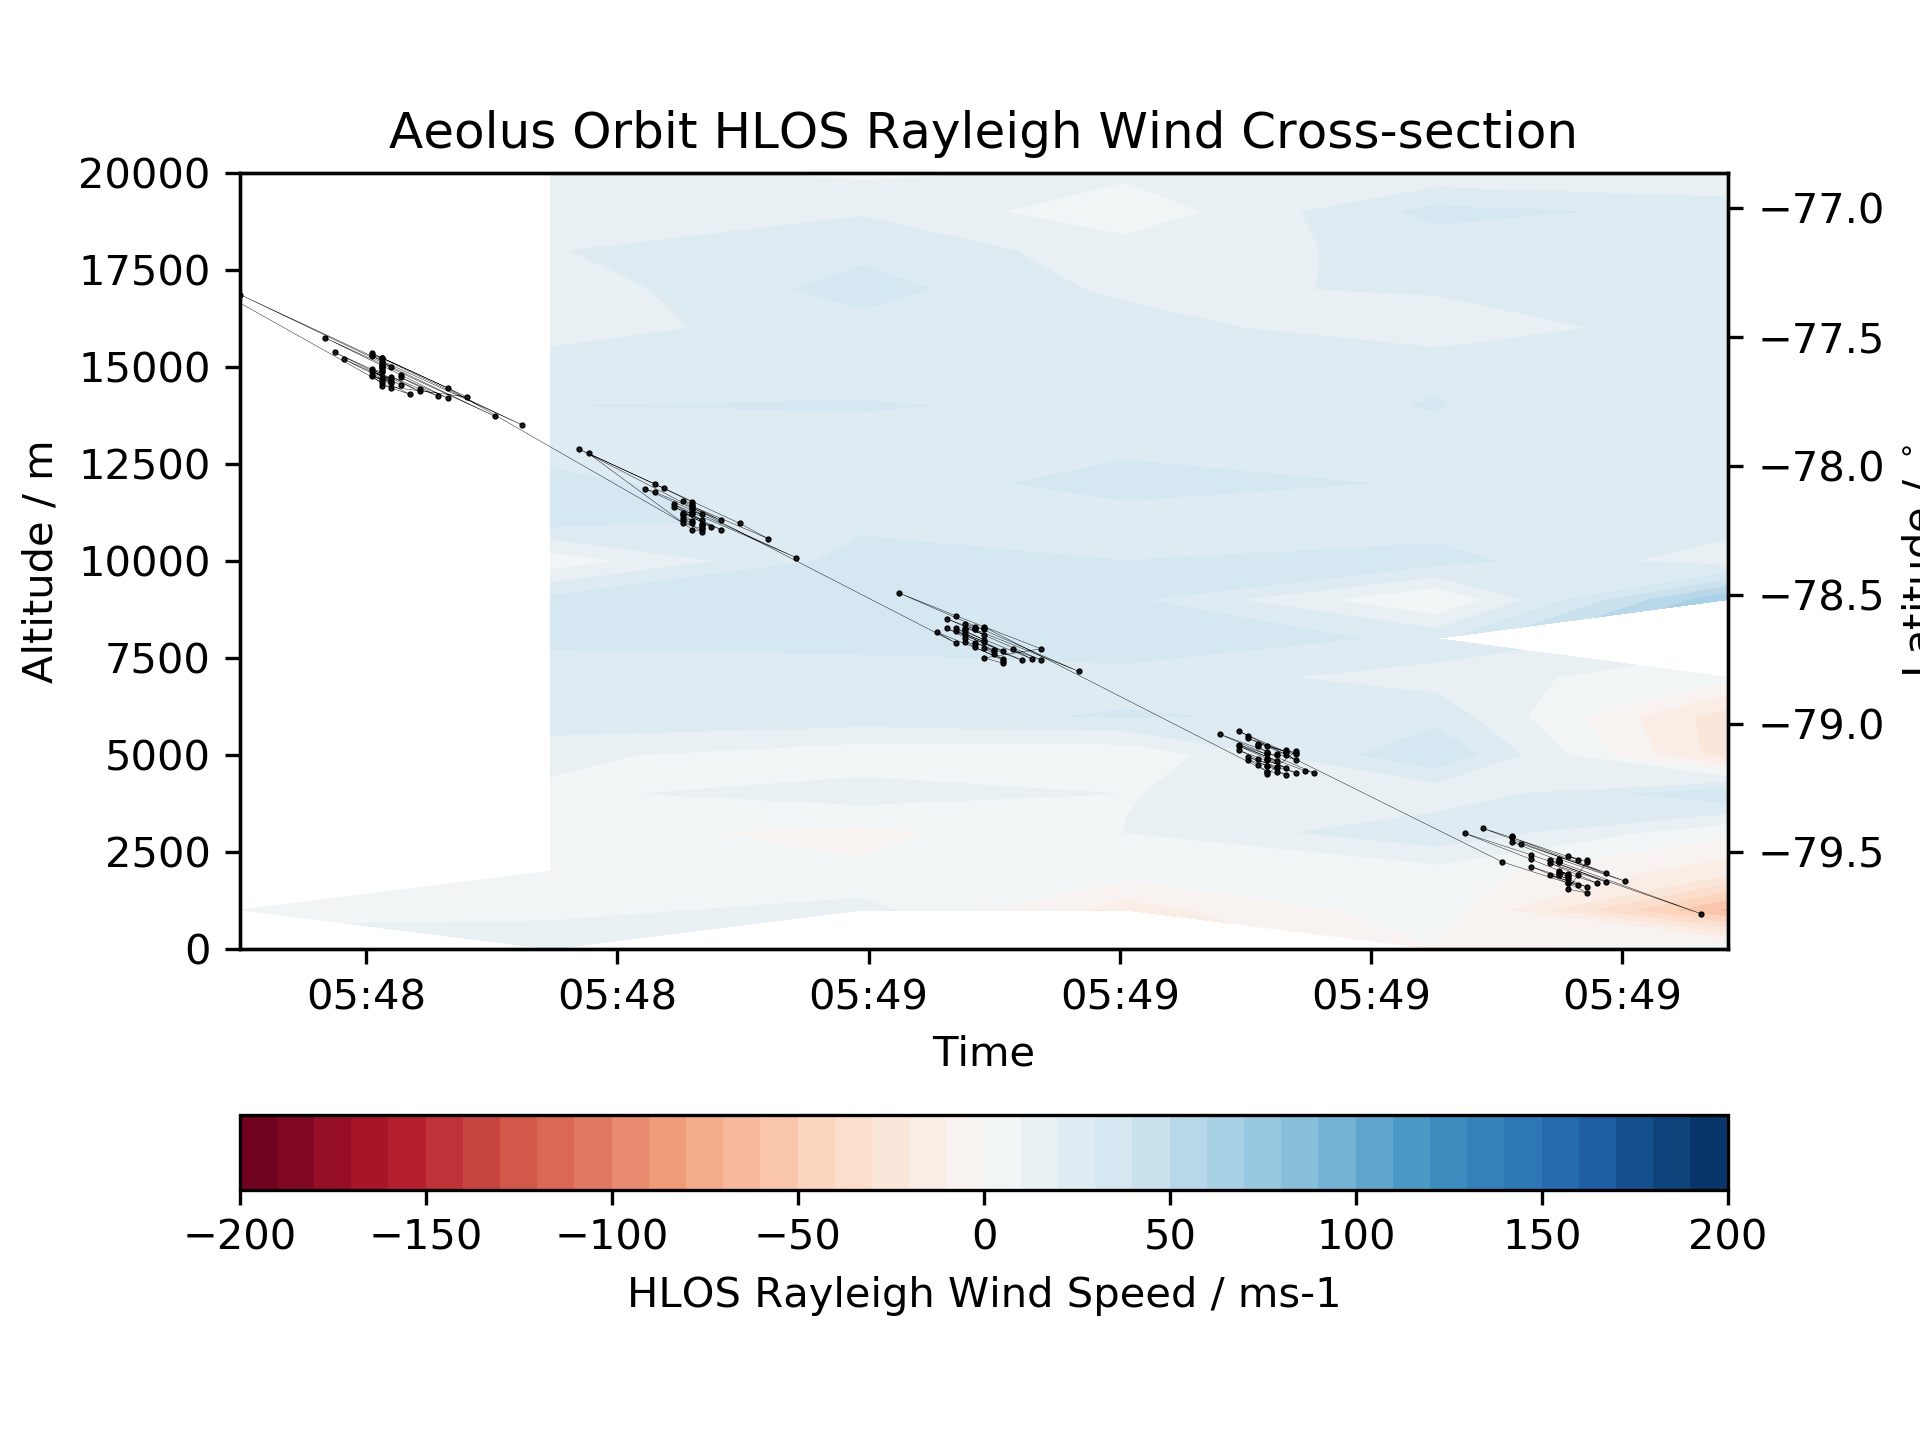 Aeolus Orbit HLOS Rayleigh Wind Cross-section
20000
17500
15000
12500
10000
7500
5000
2500
0
Altitude / m
−77.0
−77.5
−78.0
−78.5
−79.0
−79.5
Latitude / °
05:48 05:48 05:49 05:49 05:49 05:49
Time
−200 −150 −100 −50 0 50 100 150 200
HLOS Rayleigh Wind Speed / ms-1